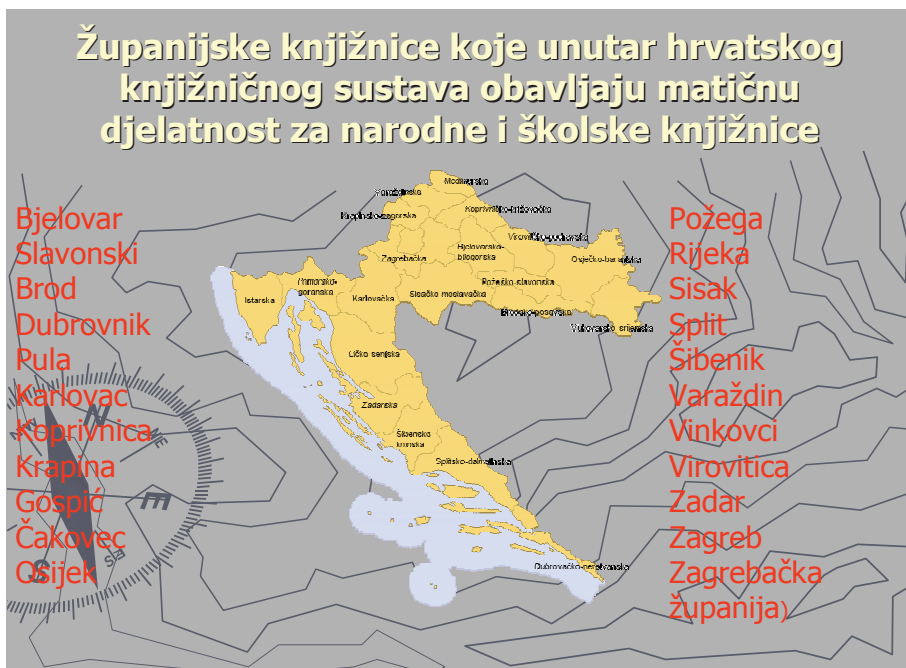 Županijske knjižnice koje unutar hrvatskog
knjižničnog sustava obavljaju matičnu
djelatnost za narodne i školske knjižnice
Bjelovar
Slavonski
Brod
Dubrovnik
Pula
Karlovac
Koprivnica
Krapina
Gospić
Čakovec
Osijek
Međimurska
Varaždinska
Krapinsko-zagorska
Koprivničko-križevačka
Virovitičko-podravska
Zagrebačka
Bjelovarsko-
bilogorska
Osječko-baranjska
Istarska
Primorsko-
goranska
Karlovačka
Sisačko moslavačka
Požeško-slavonska
Brodsko-posavska
Vukovarsko srijemska
Ličko senjska
Zadarska
Šibensko
kninska
Splitsko-dalmatinska
Dubrovačko-neretvanska
Požega
Rijeka
Sisak
Split
Šibenik
Varaždin
Vinkovci
Virovitica
Zadar
Zagreb
Zagrebačka
županija)
N
NE
E
S